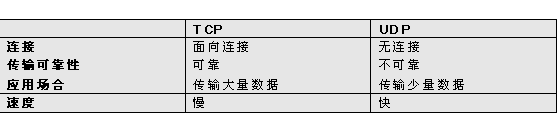 TCP UDP
连接 面向连接 无连接
传输可靠性 可靠 不可靠
应用场合 传输大量数据 传输少量数据
速度 慢 快